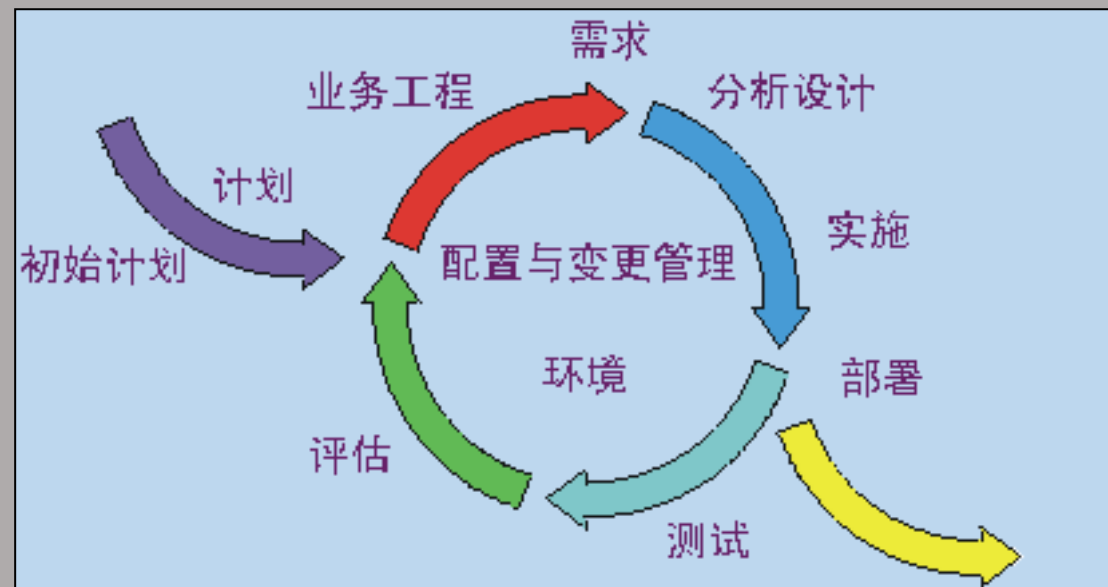 需求
业务工程
分析设计
计划
初始计划
配置与变更管理
实施
环境
部署
评估
测试